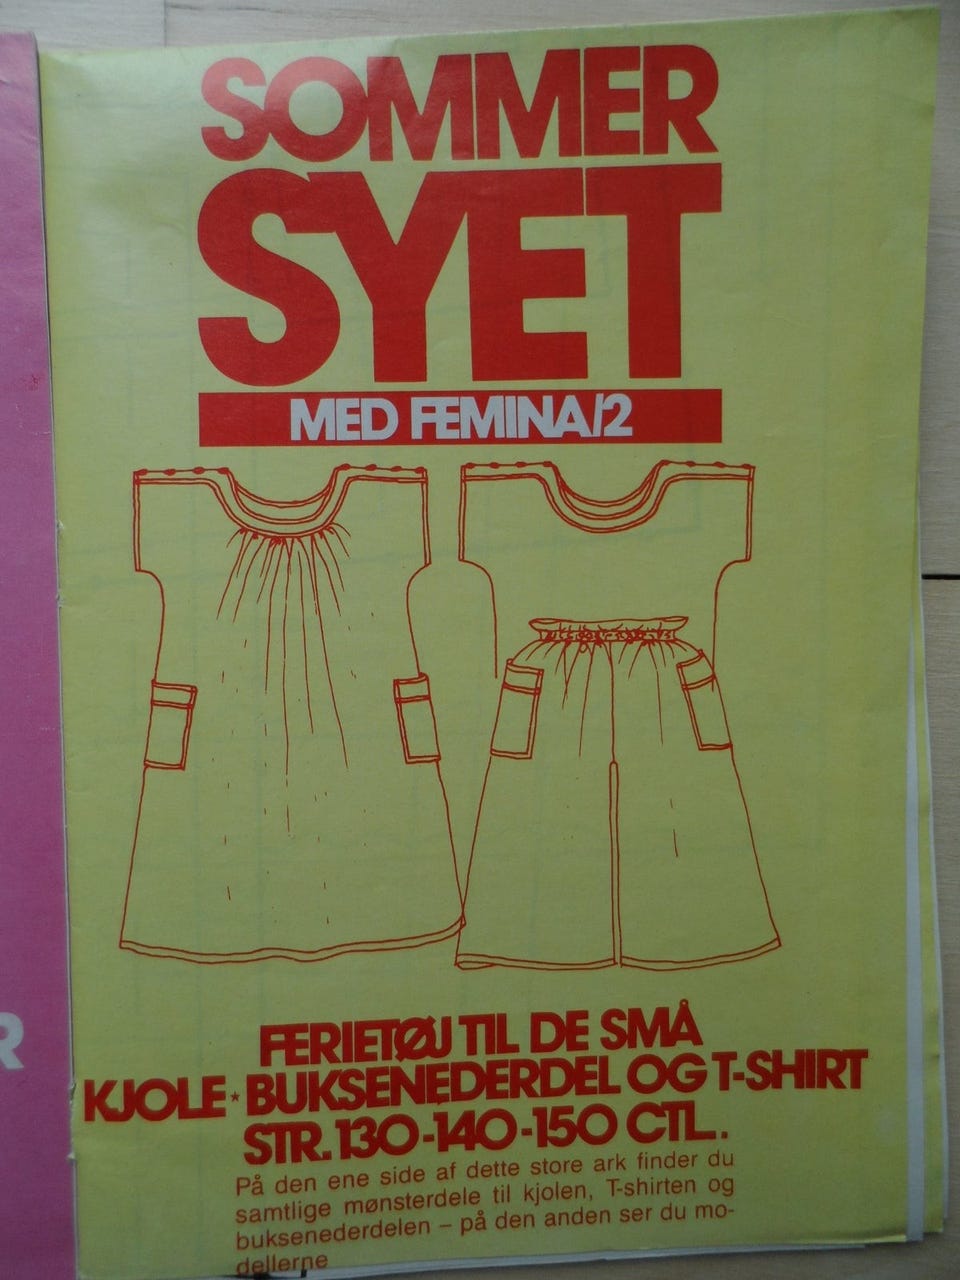 SOMMER
SYET
MED FEMINA/2
FERIETØJ TIL DE SMÅ
KJOLE * BUKSENEDERDEL OG T-SHIRT
STR. 130-140-150 CTL.
På den ene side af dette store ark finder du
samtlige mønsterdele til kjolen, T-shirten og
buksenederdelen – på den anden ser du mo-
dellerne
R